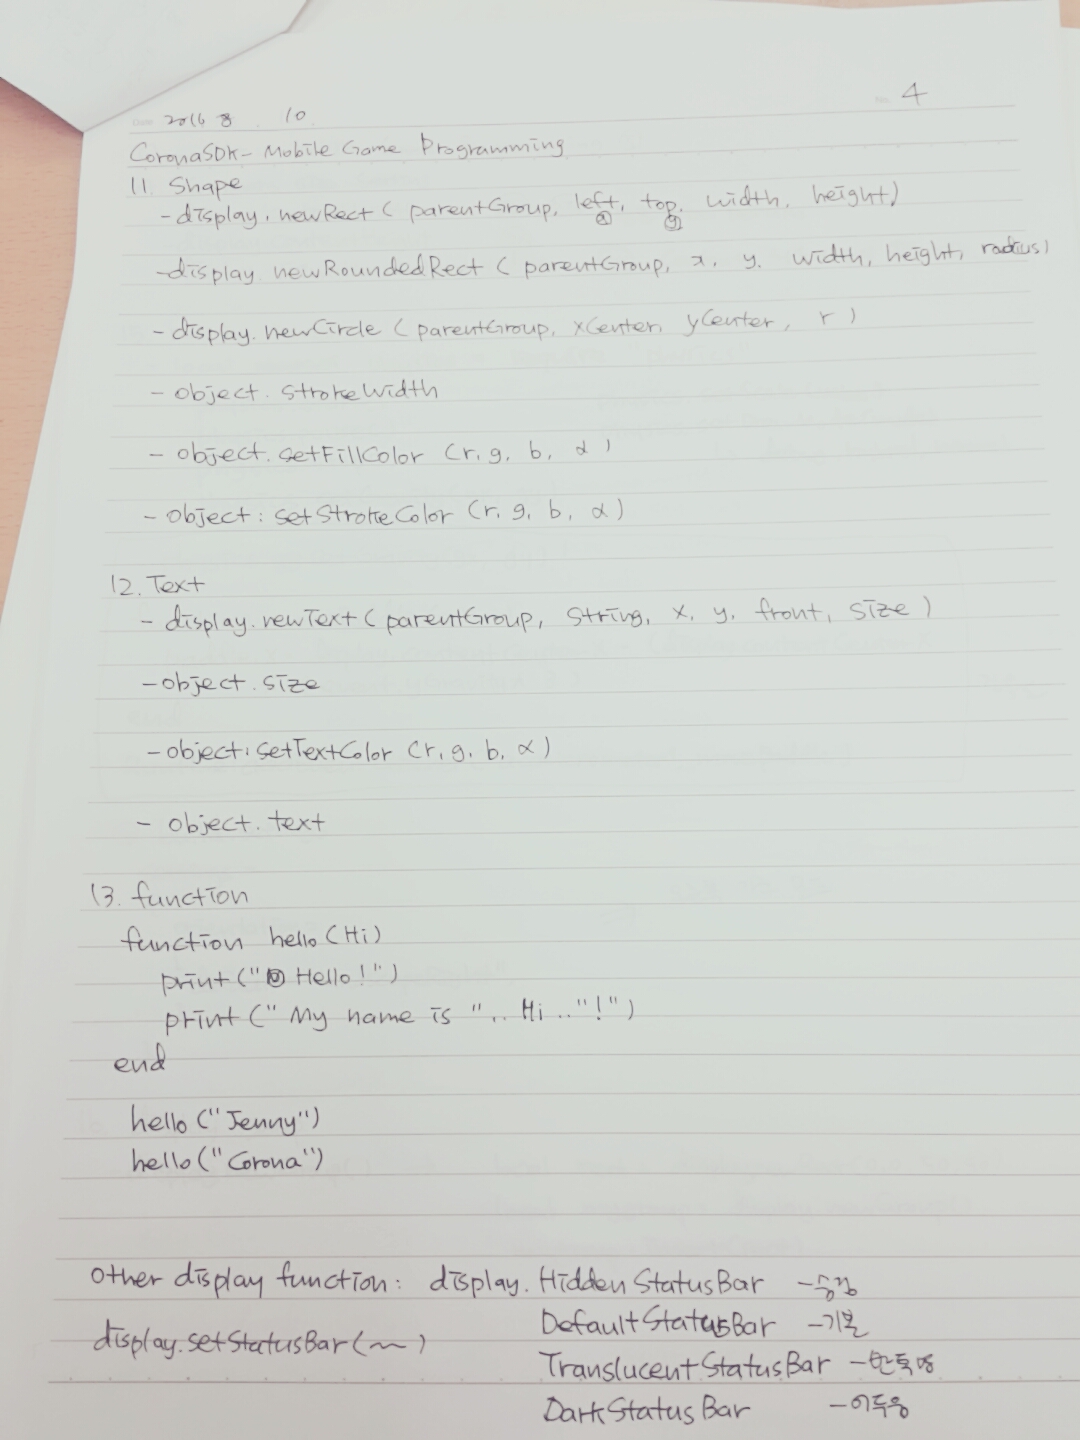 4
2016 8 . 10.
CoronaSDK - Mobile Game Programming
11. Shape
- display.newRect ( parentGroup, left, top, width, height)
ⓧ ⓨ
- display.newRoundedRect ( parentGroup, x, y, width, height, radius)
- display.newCircle ( parentGroup, xCenter, yCenter, r )
- object.strokeWidth
- object.setFillColor (r, g, b, α )
- object:setStrokeColor (r, g, b, α)
12. Text
- display.newText ( parentGroup, String, x, y, front, size )
- object.size
- object:setTextColor (r, g, b, α)
- object.text
13. function
function hello (Hi)
print (" Hello!")
print (" My name is ".. Hi .."!")
end
hello ("Jenny")
hello ("Corona")
Other display function : display.HiddenStatusBar -숨김
DefaultStatusBar -기본
display.setStatusBar(~)
TranslucentStatusBar -반투명
DarkStatusBar -어두움